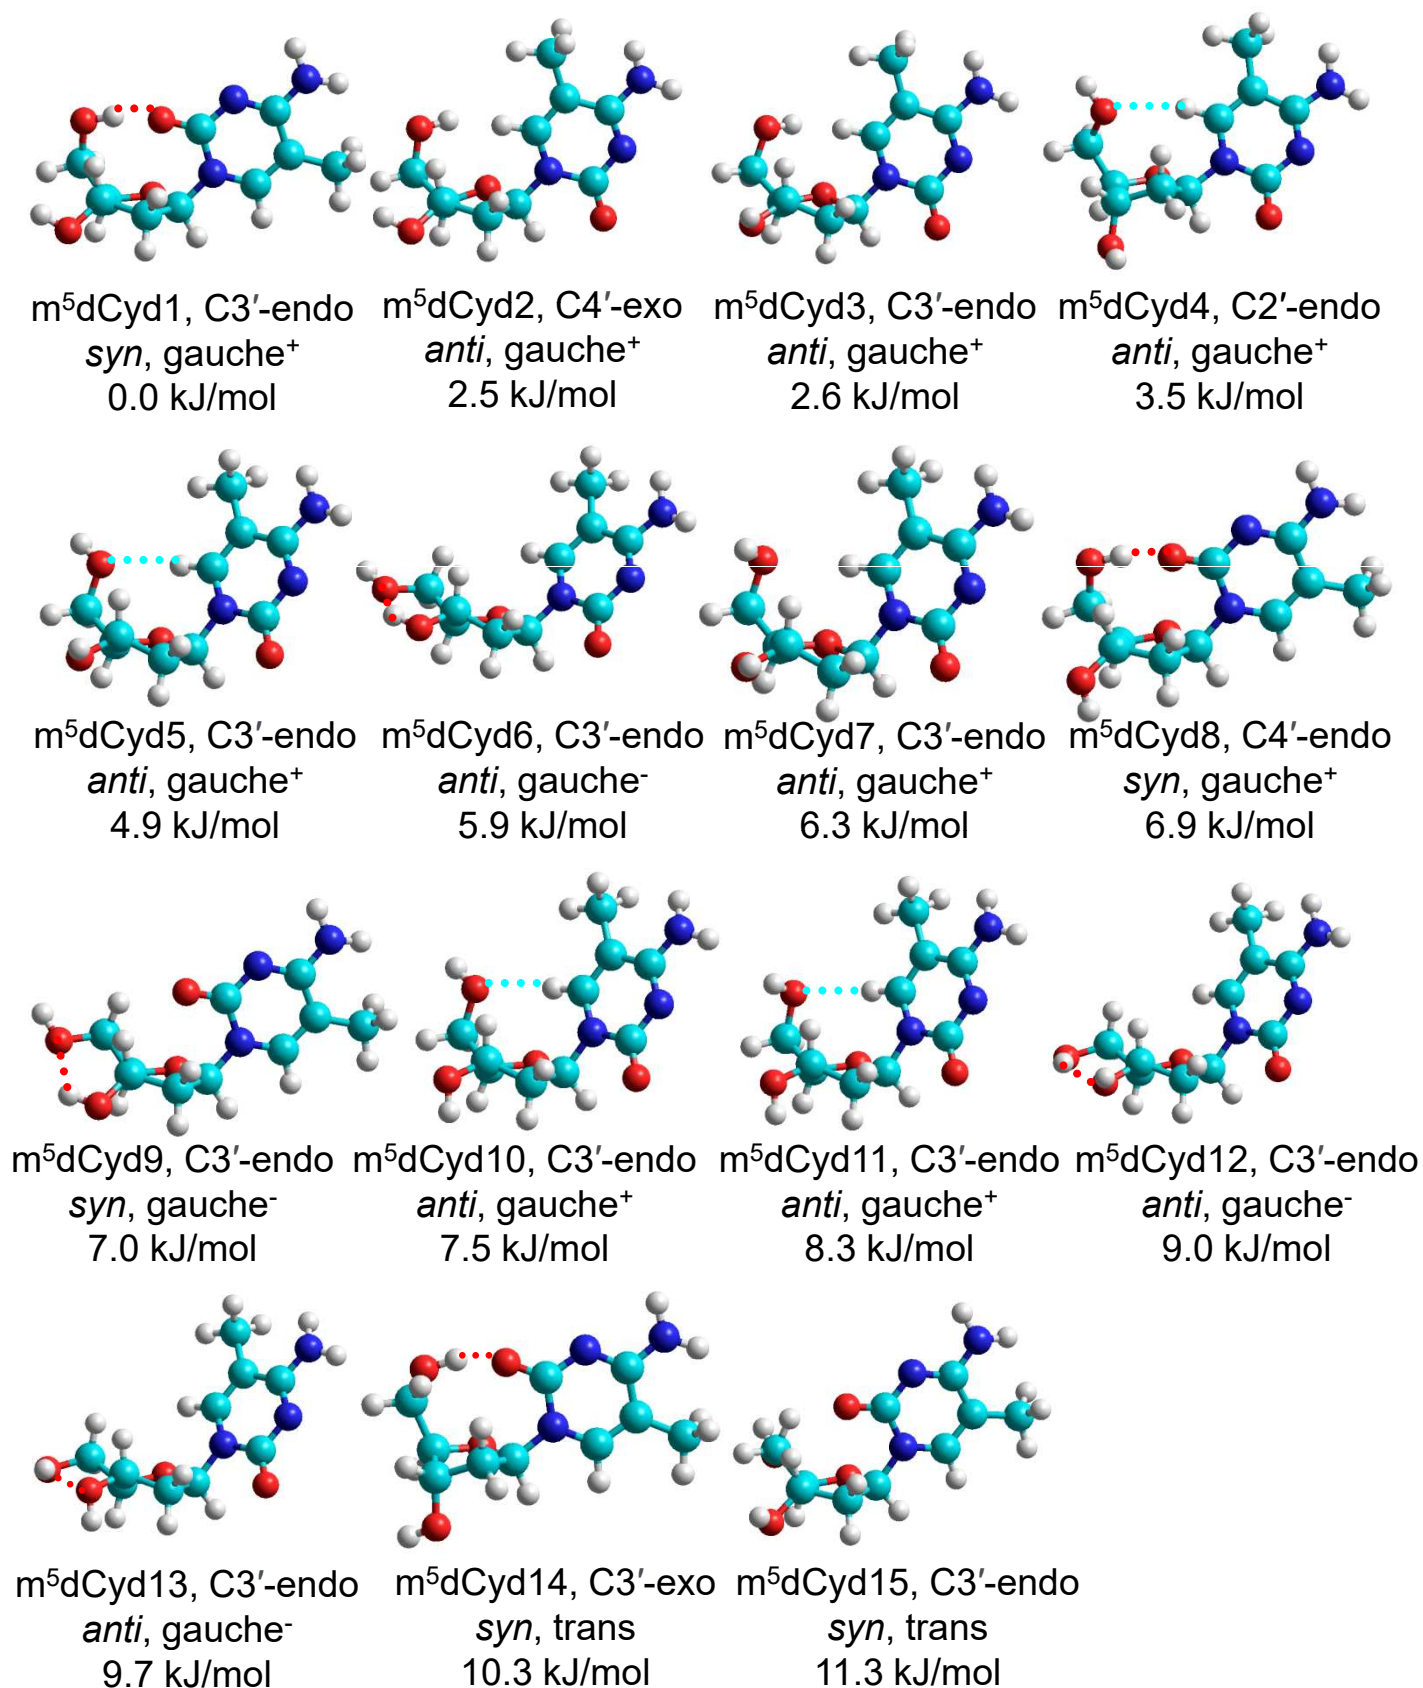 m⁵dCyd1, C3′-endo
syn, gauche⁺
0.0 kJ/mol
m⁵dCyd2, C4′-exo
anti, gauche⁺
2.5 kJ/mol
m⁵dCyd3, C3′-endo
anti, gauche⁺
2.6 kJ/mol
m⁵dCyd4, C2′-endo
anti, gauche⁺
3.5 kJ/mol
m⁵dCyd5, C3′-endo
anti, gauche⁺
4.9 kJ/mol
m⁵dCyd6, C3′-endo
anti, gauche⁻
5.9 kJ/mol
m⁵dCyd7, C3′-endo
anti, gauche⁺
6.3 kJ/mol
m⁵dCyd8, C4′-endo
syn, gauche⁺
6.9 kJ/mol
m⁵dCyd9, C3′-endo
syn, gauche⁻
7.0 kJ/mol
m⁵dCyd10, C3′-endo
anti, gauche⁺
7.5 kJ/mol
m⁵dCyd11, C3′-endo
anti, gauche⁺
8.3 kJ/mol
m⁵dCyd12, C3′-endo
anti, gauche⁻
9.0 kJ/mol
m⁵dCyd13, C3′-endo
anti, gauche⁻
9.7 kJ/mol
m⁵dCyd14, C3′-exo
syn, trans
10.3 kJ/mol
m⁵dCyd15, C3′-endo
syn, trans
11.3 kJ/mol